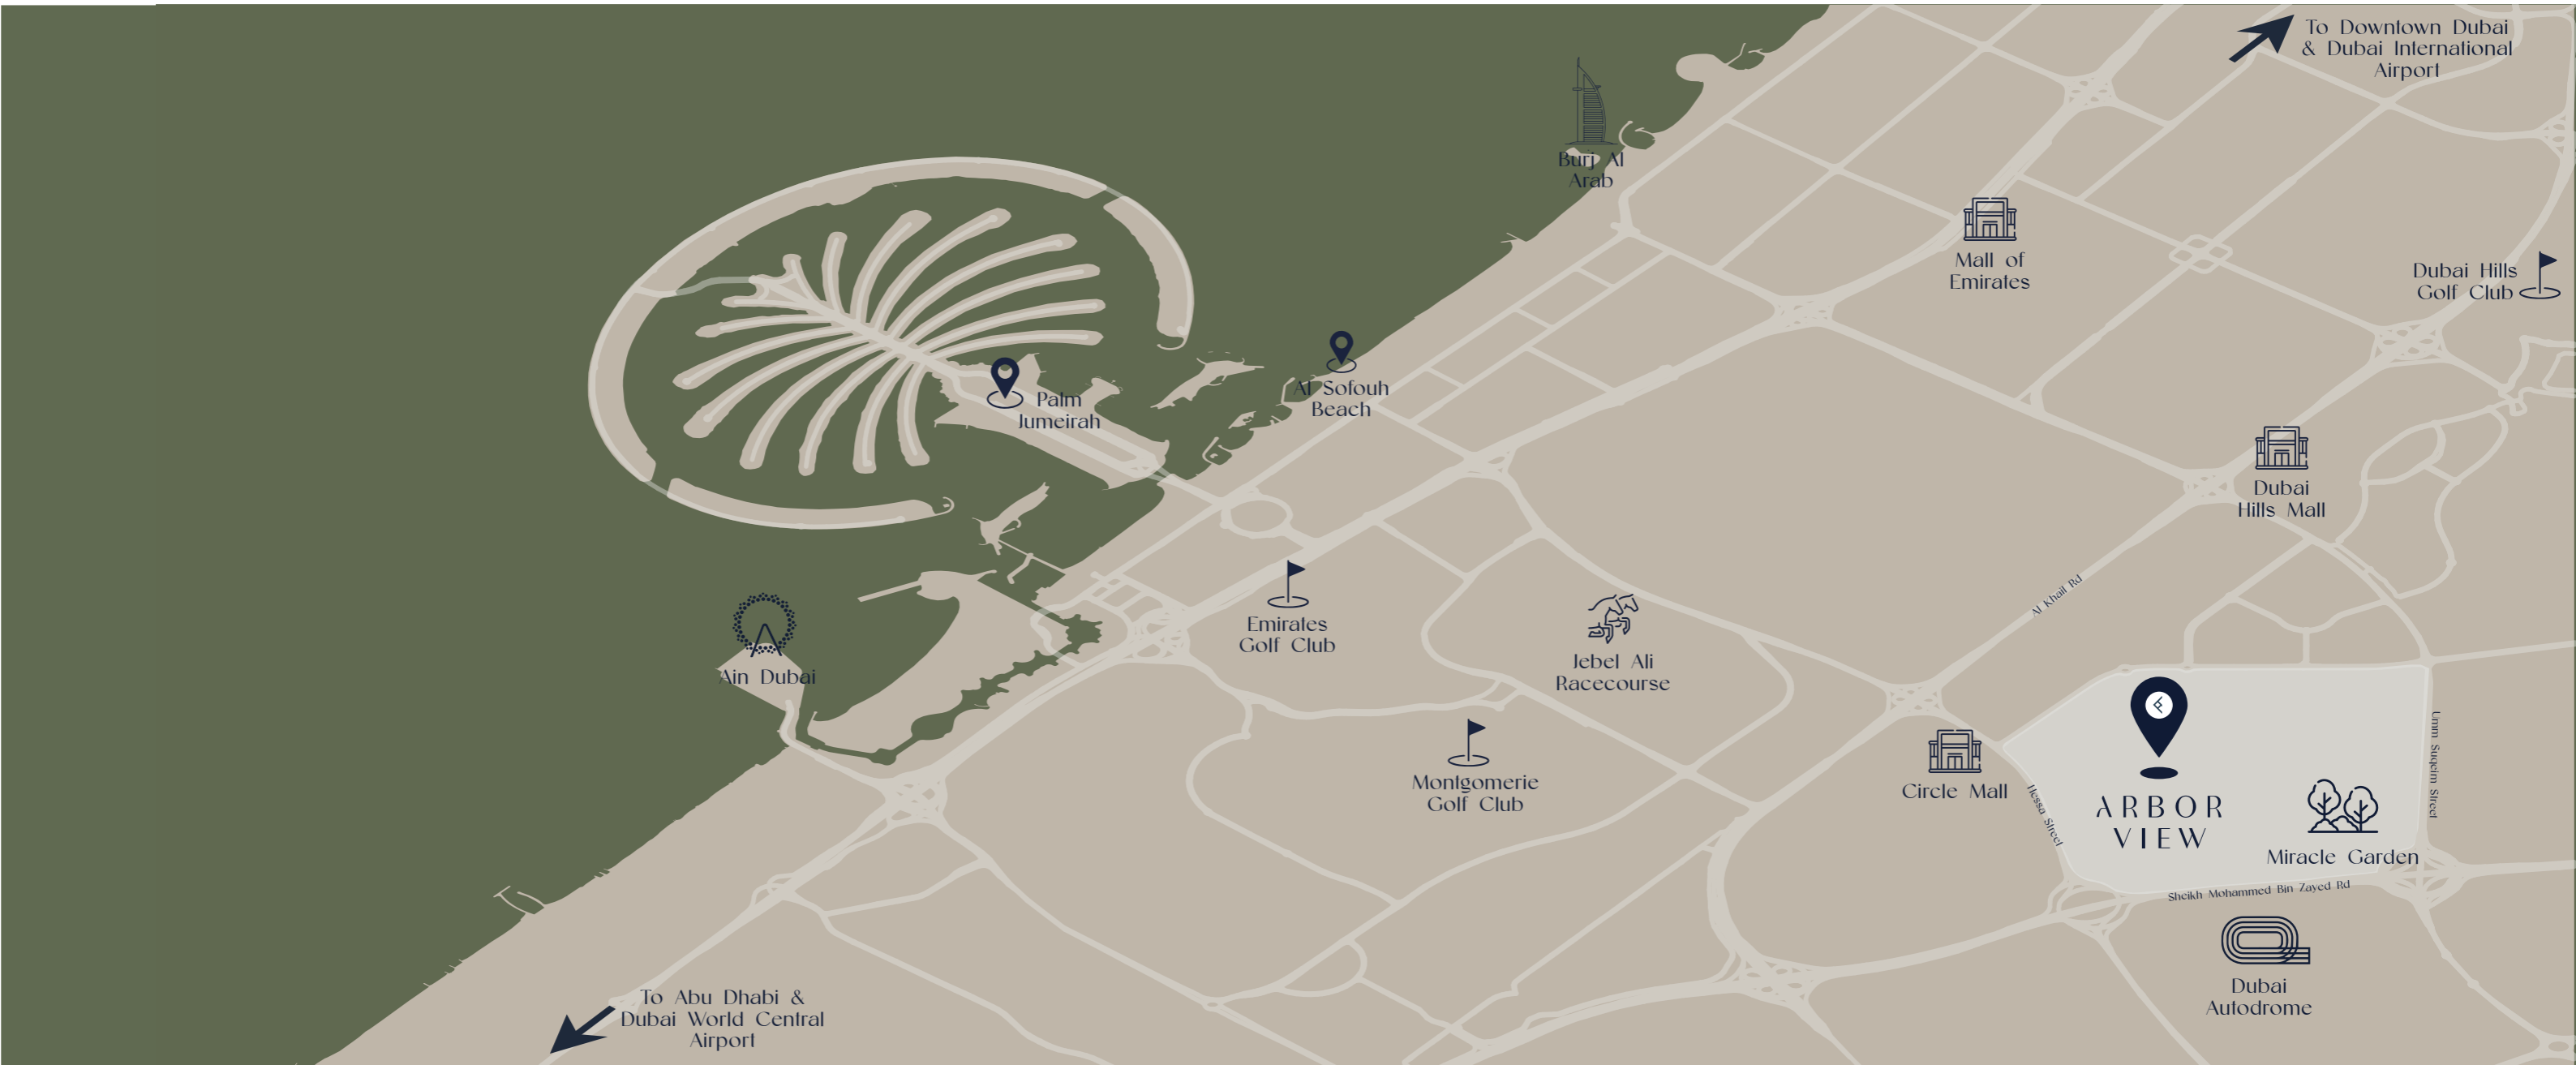 To Downtown Dubai
& Dubai International
Airport
Burj Al
Arab
Mall of
Emirates
Dubai Hills
Golf Club
Al Sofouh
Beach
Palm
Jumeirah
Dubai
Hills Mall
Al Khail Rd
Emirates
Golf Club
Jebel Ali
Racecourse
Ain Dubai
Montgomerie
Golf Club
Circle Mall
Hessa Street
ARBOR
VIEW
Umm Suqeim Street
Miracle Garden
Sheikh Mohammed Bin Zayed Rd
Dubai
Autodrome
To Abu Dhabi &
Dubai World Central
Airport